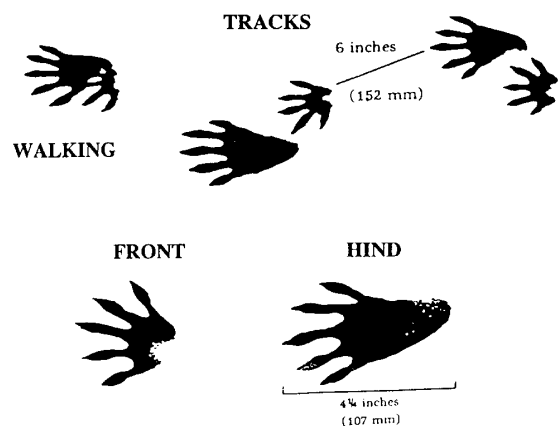 TRACKS
6 inches
(152 mm)
WALKING
FRONT
HIND
4¼ inches
(107 mm)